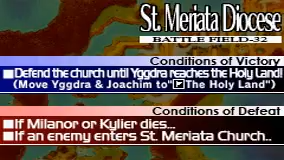 St. Meriata Diocese
BATTLE FIELD-32
Conditions of Victory
■Defend the church until Yggdra reaches the Holy Land!
(Move Yggdra & Joachim to"🄿The Holy Land")
Conditions of Defeat
■If Milanor or Kylier dies...
■If an enemy enters St. Meriata Church..